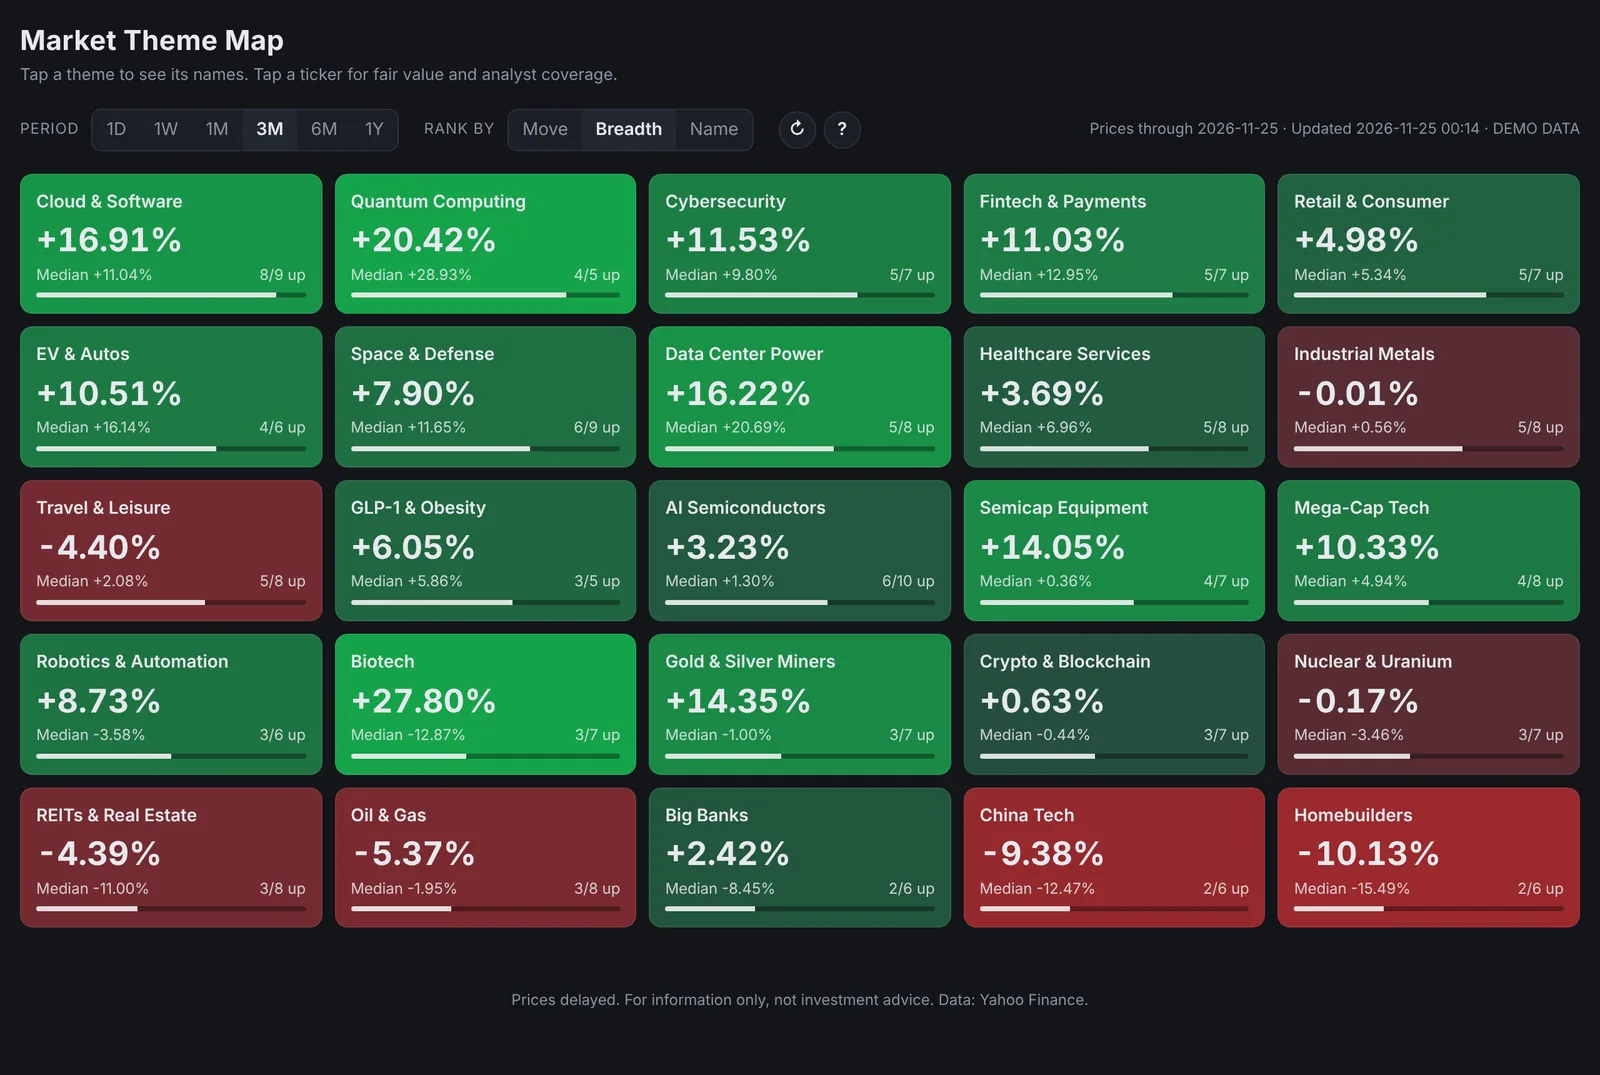 Market Theme Map
Tap a theme to see its names. Tap a ticker for fair value and analyst coverage.
PERIOD 1D 1W 1M 3M 6M 1Y RANK BY Move Breadth Name ? Prices through 2026-11-25 · Updated 2026-11-25 00:14 · DEMO DATA
Cloud & Software
+16.91%
Median +11.04% 8/9 up
Quantum Computing
+20.42%
Median +28.93% 4/5 up
Cybersecurity
+11.53%
Median +9.80% 5/7 up
Fintech & Payments
+11.03%
Median +12.95% 5/7 up
Retail & Consumer
+4.98%
Median +5.34% 5/7 up
EV & Autos
+10.51%
Median +16.14% 4/6 up
Space & Defense
+7.90%
Median +11.65% 6/9 up
Data Center Power
+16.22%
Median +20.69% 5/8 up
Healthcare Services
+3.69%
Median +6.96% 5/8 up
Industrial Metals
-0.01%
Median +0.56% 5/8 up
Travel & Leisure
-4.40%
Median +2.08% 5/8 up
GLP-1 & Obesity
+6.05%
Median +5.86% 3/5 up
AI Semiconductors
+3.23%
Median +1.30% 6/10 up
Semicap Equipment
+14.05%
Median +0.36% 4/7 up
Mega-Cap Tech
+10.33%
Median +4.94% 4/8 up
Robotics & Automation
+8.73%
Median -3.58% 3/6 up
Biotech
+27.80%
Median -12.87% 3/7 up
Gold & Silver Miners
+14.35%
Median -1.00% 3/7 up
Crypto & Blockchain
+0.63%
Median -0.44% 3/7 up
Nuclear & Uranium
-0.17%
Median -3.46% 3/7 up
REITs & Real Estate
-4.39%
Median -11.00% 3/8 up
Oil & Gas
-5.37%
Median -1.95% 3/8 up
Big Banks
+2.42%
Median -8.45% 2/6 up
China Tech
-9.38%
Median -12.47% 2/6 up
Homebuilders
-10.13%
Median -15.49% 2/6 up
Prices delayed. For information only, not investment advice. Data: Yahoo Finance.